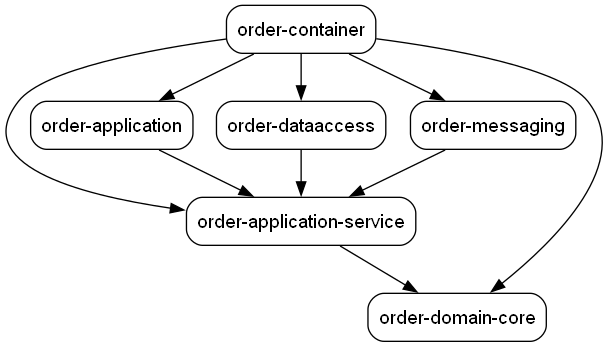 order-container
order-application
order-dataaccess
order-messaging
order-application-service
order-domain-core